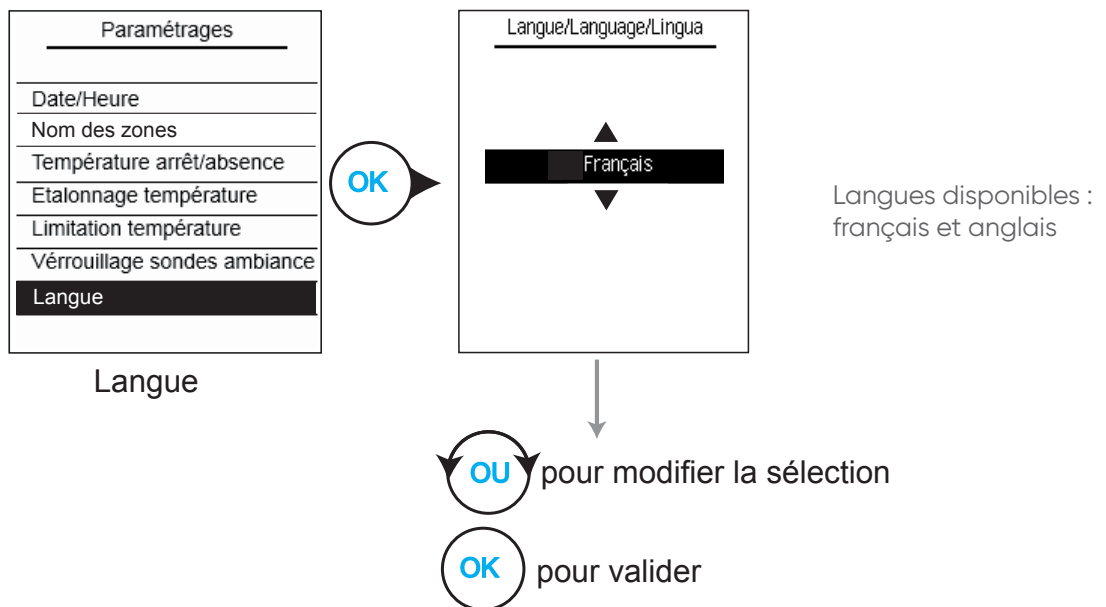 Paramétrages
Date/Heure
Nom des zones
Température arrêt/absence
Etalonnage température
Limitation température
Vérrouillage sondes ambiance
Langue
Langue
OK
Langue/Language/Lingua
Français
Langues disponibles :
français et anglais
OU pour modifier la sélection
OK pour valider